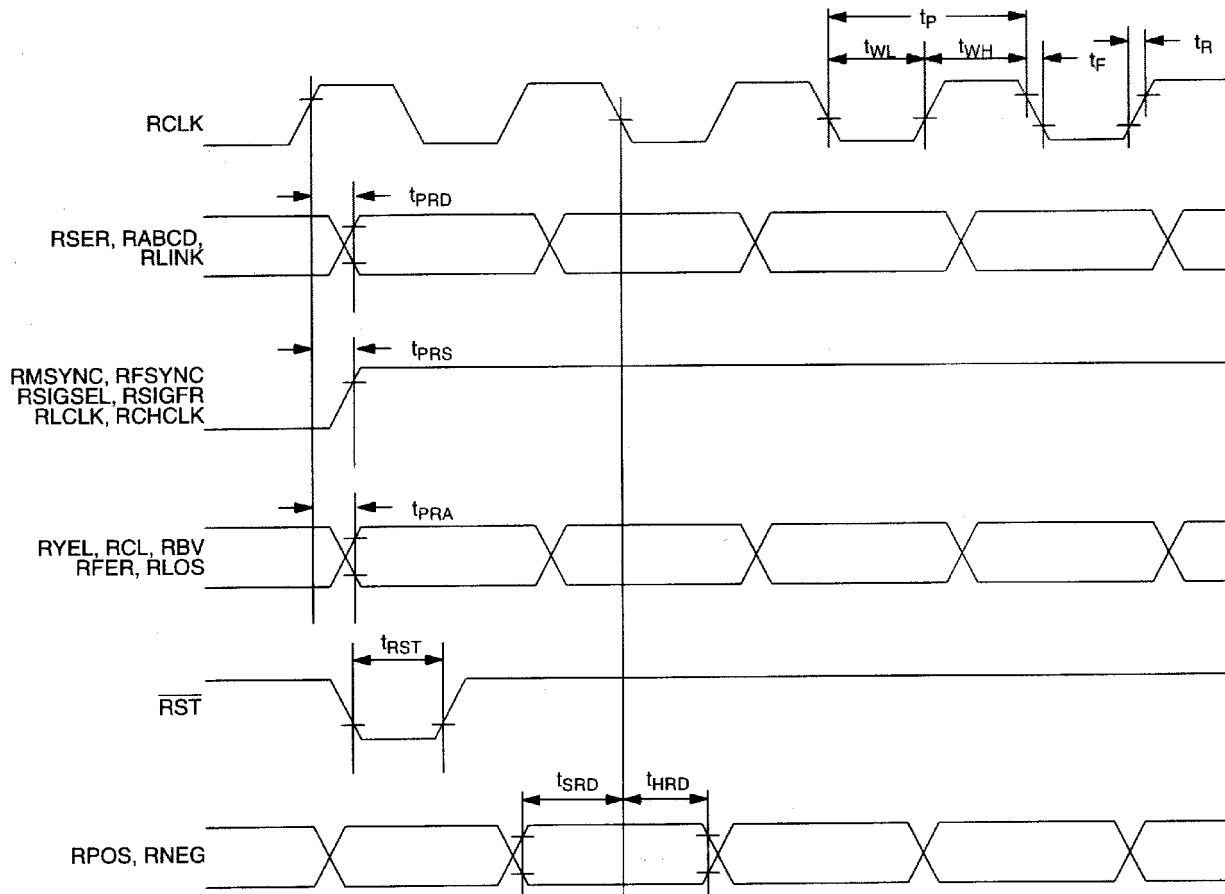 tP
tWL tWH tF tR
RCLK
tPRD
RSER, RABCD,
RLINK
tPRS
RMSYNC, RFSYNC
RSIGSEL, RSIGFR
RLCLK, RCHCLK
tPRA
RYEL, RCL, RBV
RFER, RLOS
tRST
RST
tSRD tHRD
RPOS, RNEG